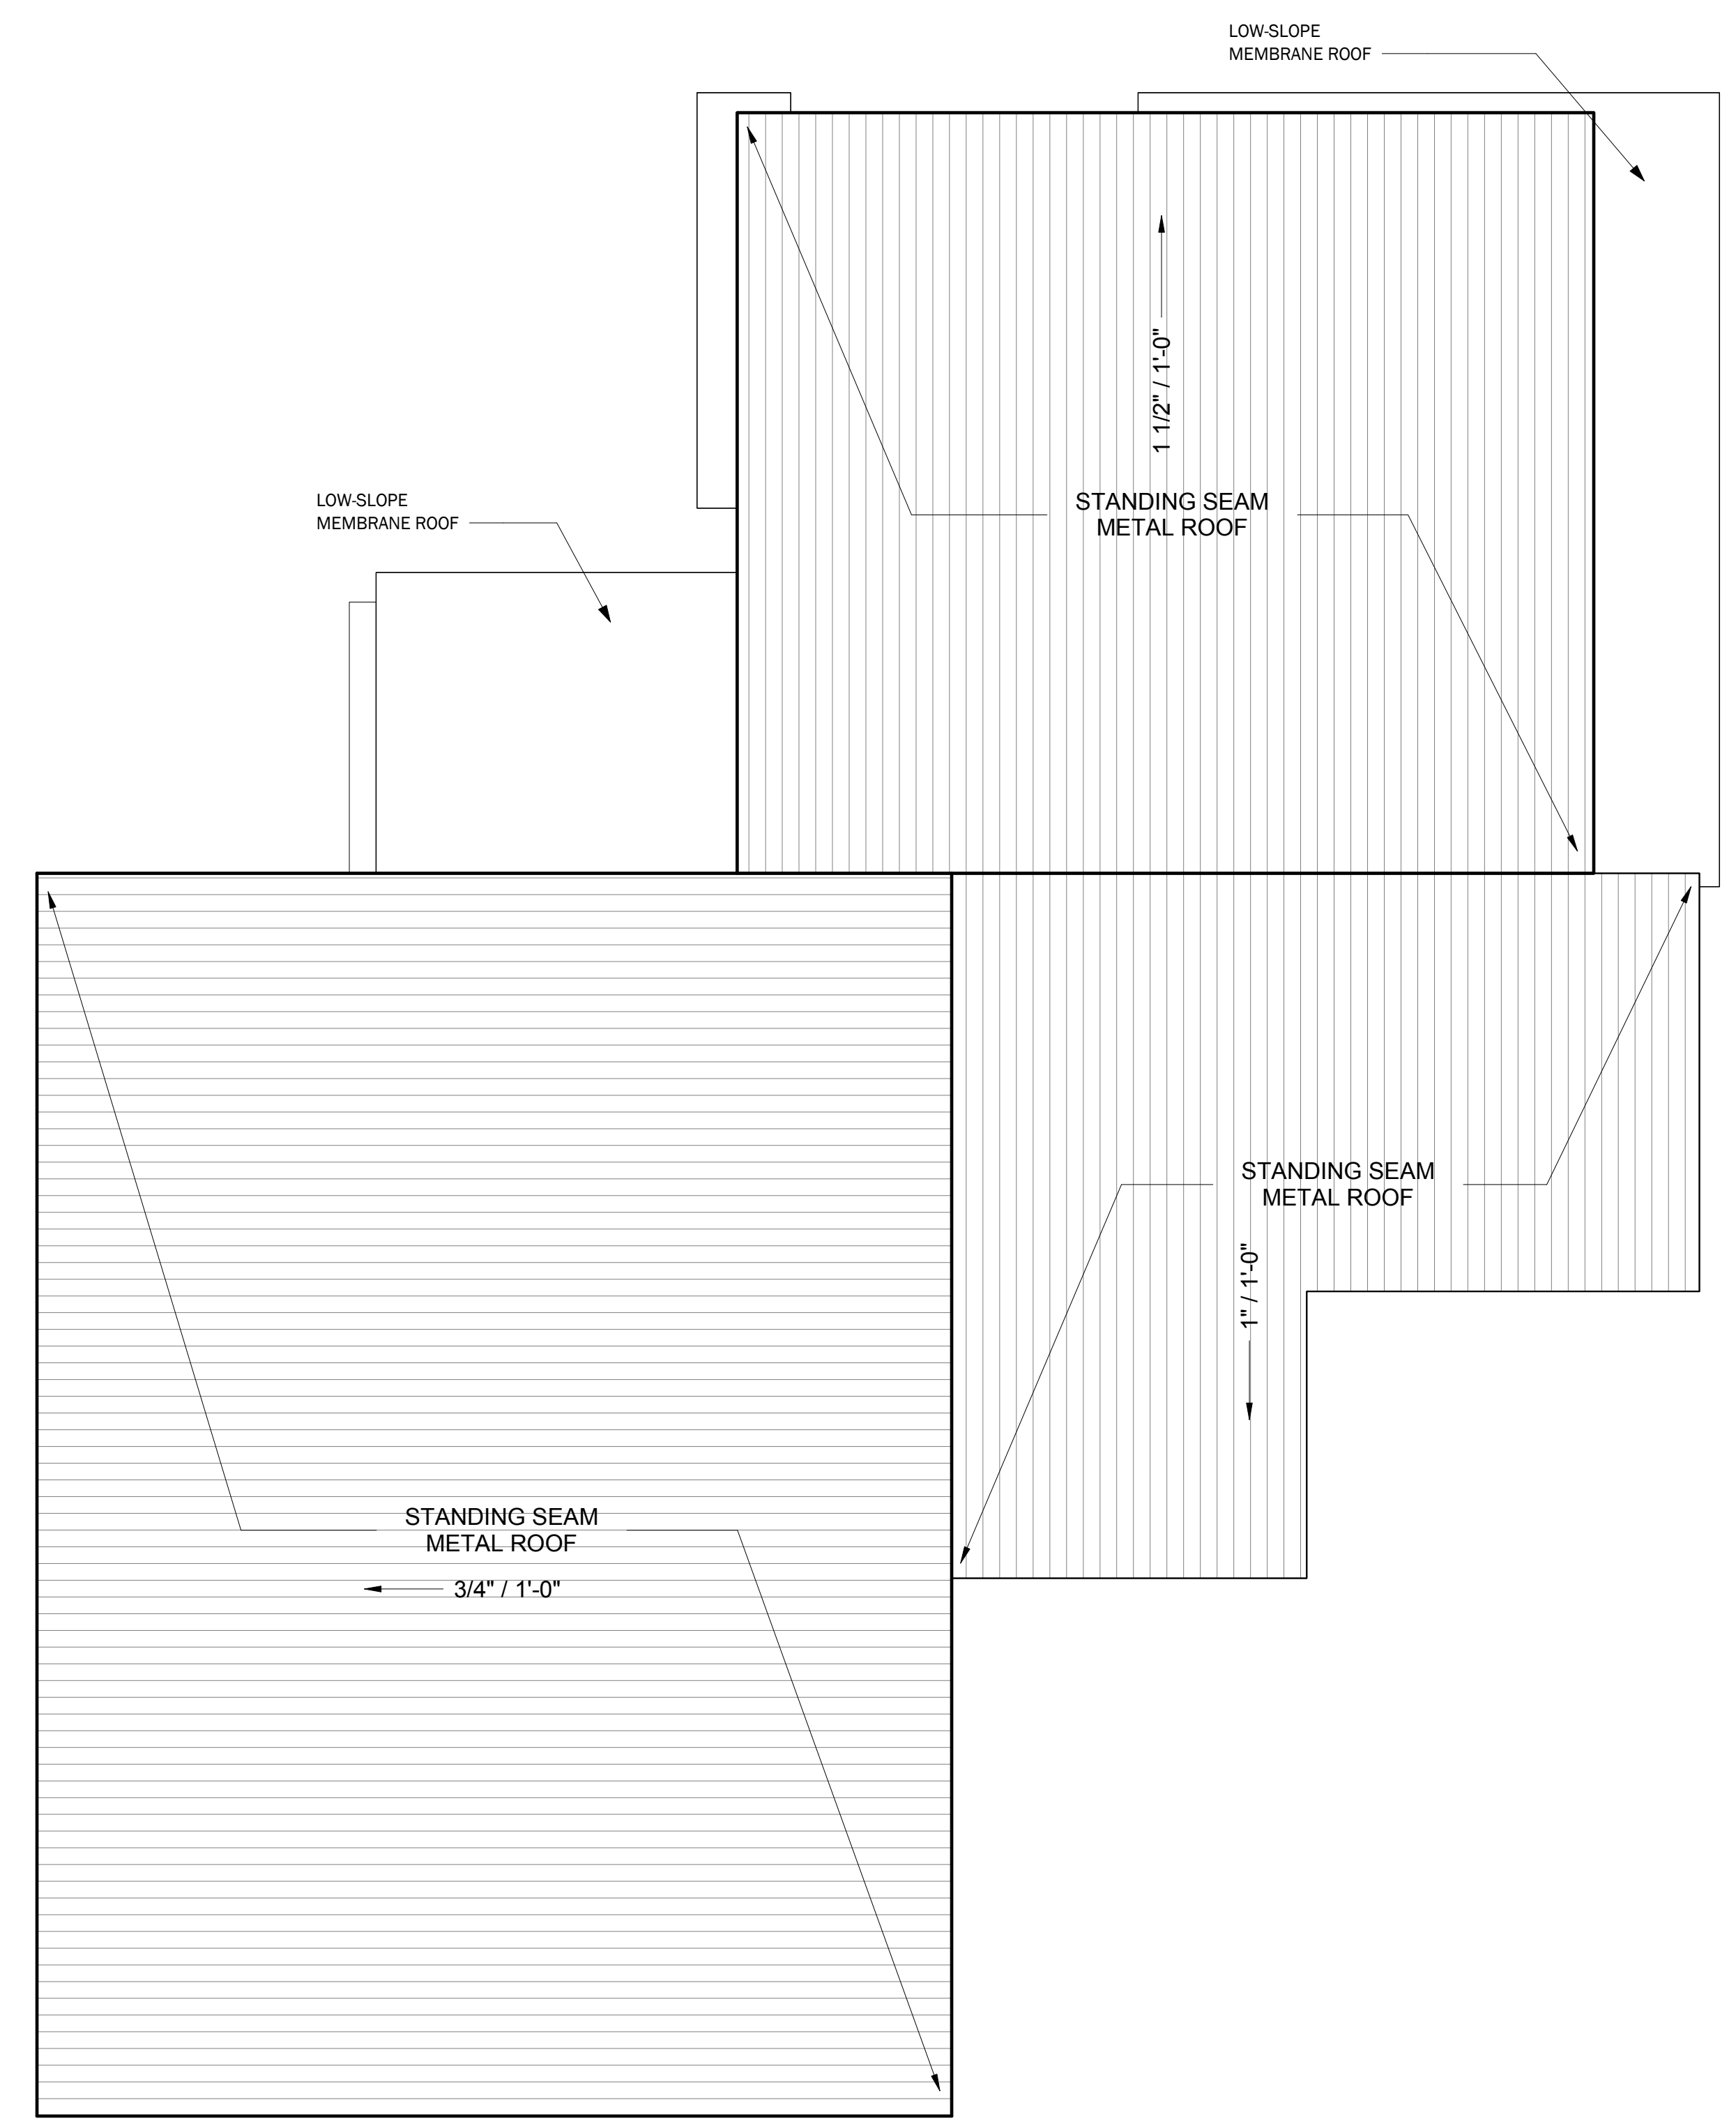 LOW-SLOPE
MEMBRANE ROOF
1 1/2" / 1'-0"
LOW-SLOPE
MEMBRANE ROOF
STANDING SEAM
METAL ROOF
STANDING SEAM
METAL ROOF
1" / 1'-0"
STANDING SEAM
METAL ROOF
3/4" / 1'-0"